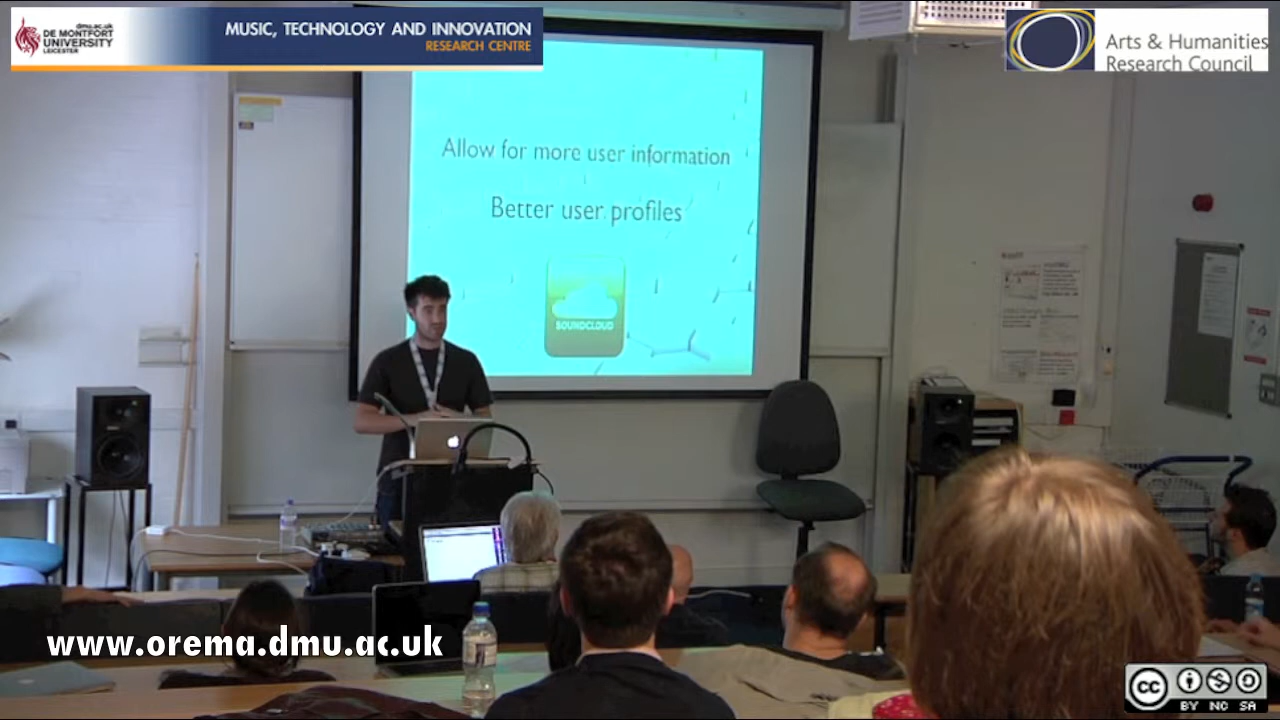 dmu.ac.uk
DE MONTFORT
UNIVERSITY
LEICESTER
MUSIC, TECHNOLOGY AND INNOVATION
RESEARCH CENTRE
Arts & Humanities
Research Council
Allow for more user information
Better user profiles
SOUNDCLOUD
www.orema.dmu.ac.uk
cc
BY NC SA